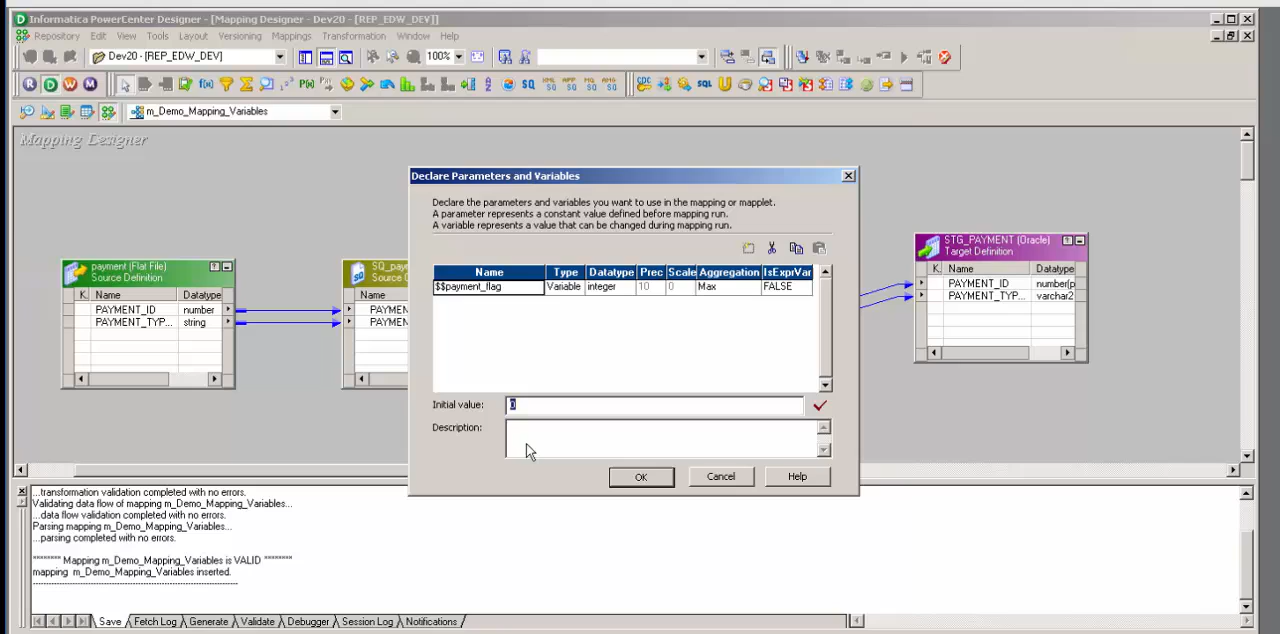 Informatica PowerCenter Designer - [Mapping Designer - Dev20 - [REP_EDW_DEV]]
Repository Edit View Tools Layout Versioning Mappings Transformation Window Help
Dev20 - [REP_EDW_DEV] 100%
m_Demo_Mapping_Variables
Mapping Designer
Declare Parameters and Variables
Declare the parameters and variables you want to use in the mapping or mapplet.
A parameter represents a constant value defined before mapping run.
A variable represents a value that can be changed during mapping run.
Name Type Datatype Prec Scale Aggregation IsExprVar
$$payment_flag Variable integer 10 0 Max FALSE
Initial value: 0
Description:
OK Cancel Help
payment (Flat File)
Source Definition
K. Name Datatype
PAYMENT_ID number
PAYMENT_TYP... string
SQ_pay
Source
Name
PAYMEN
PAYMEN
STG_PAYMENT (Oracle)
Target Definition
K. Name Datatype
PAYMENT_ID number(p
PAYMENT_TYP... varchar2
...transformation validation completed with no errors.
Validating data flow of mapping m_Demo_Mapping_Variables...
...data flow validation completed with no errors.
Parsing mapping m_Demo_Mapping_Variables...
...parsing completed with no errors.
******** Mapping m_Demo_Mapping_Variables is VALID ********
mapping m_Demo_Mapping_Variables inserted.
Save Fetch Log Generate Validate Debugger Session Log Notifications